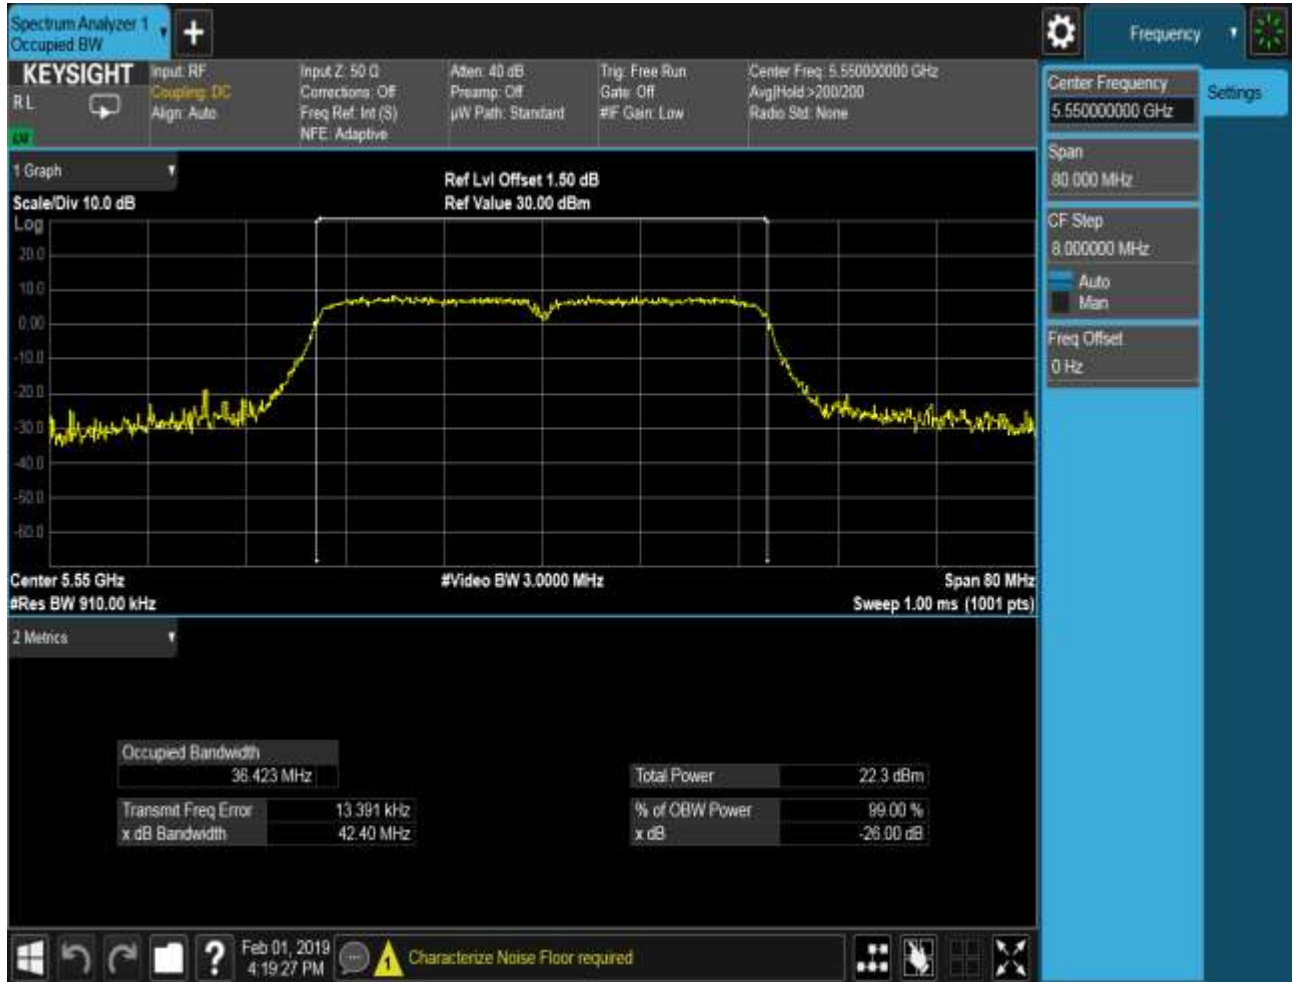 Spectrum Analyzer 1
Occupied BW
+
Frequency
KEYSIGHT
RL
Input: RF
Coupling: DC
Align: Auto
Input Z: 50 Ω
Corrections: Off
Freq Ref: Int (S)
NFE: Adaptive
Atten: 40 dB
Preamp: Off
µW Path: Standard
Trig: Free Run
Gate: Off
#IF Gain: Low
Center Freq: 5.550000000 GHz
Avg|Hold:>200/200
Radio Std: None
Center Frequency
5.550000000 GHz
Settings
Span
80.000 MHz
CF Step
8.000000 MHz
Auto
Man
Freq Offset
0 Hz
1 Graph
Ref Lvl Offset 1.50 dB
Scale/Div 10.0 dB
Ref Value 30.00 dBm
Log
20.0
10.0
0.00
-10.0
-20.0
-30.0
-40.0
-50.0
-60.0
Center 5.55 GHz
#Video BW 3.0000 MHz
Span 80 MHz
#Res BW 910.00 kHz
Sweep 1.00 ms (1001 pts)
2 Metrics
Occupied Bandwidth
36.423 MHz
Total Power
22.3 dBm
Transmit Freq Error
13.391 kHz
% of OBW Power
99.00 %
x dB Bandwidth
42.40 MHz
x dB
-26.00 dB
?
Feb 01, 2019
4:19:27 PM
1
Characterize Noise Floor required